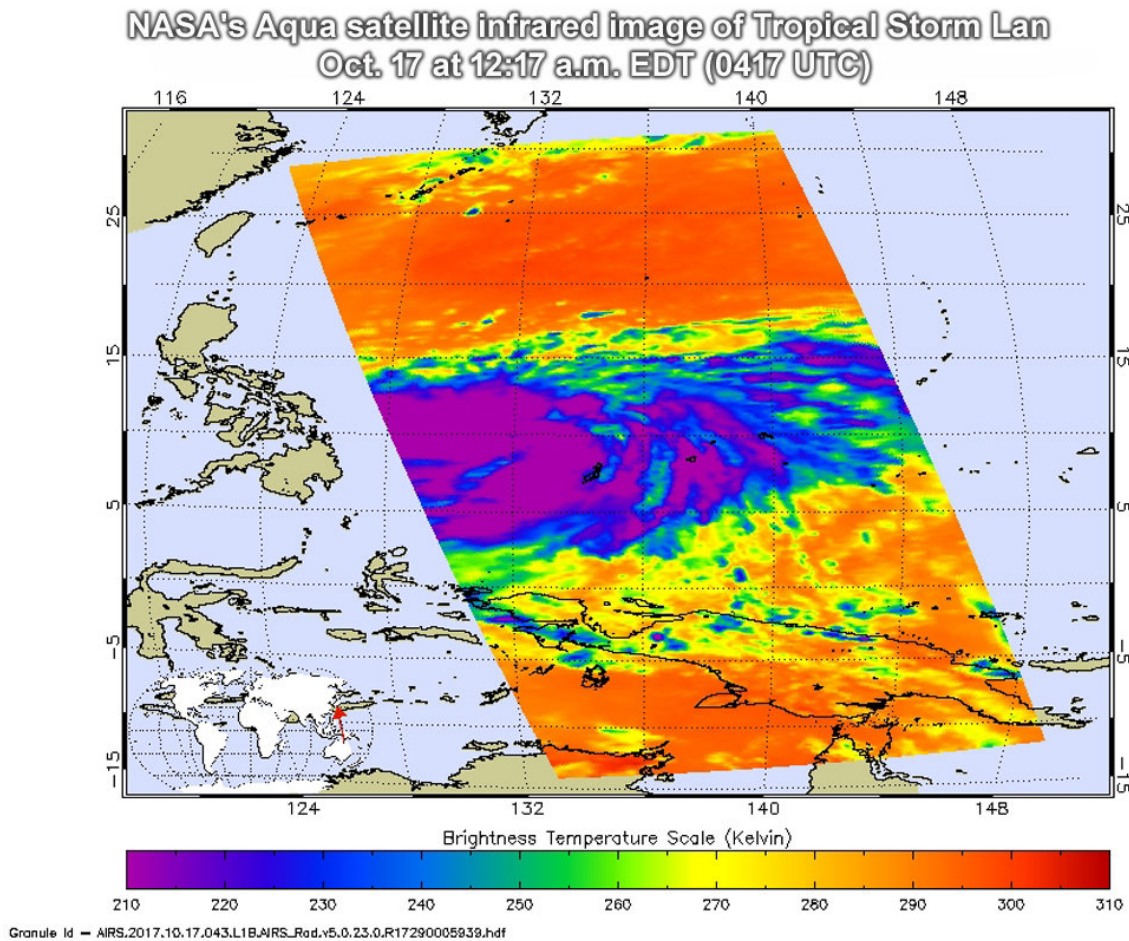 NASA's Aqua satellite infrared image of Tropical Storm Lan
Oct. 17 at 12:17 a.m. EDT (0417 UTC)
116 124 132 140 148
25 25
15 15
5 5
-5 -5
-15 -15
124 132 140 148
Brightness Temperature Scale (Kelvin)
210 220 230 240 250 260 270 280 290 300 310
Granule Id – AIRS.2017.10.17.043.L1B.AIRS_Rad.v5.0.23.0.R17290005939.hdf